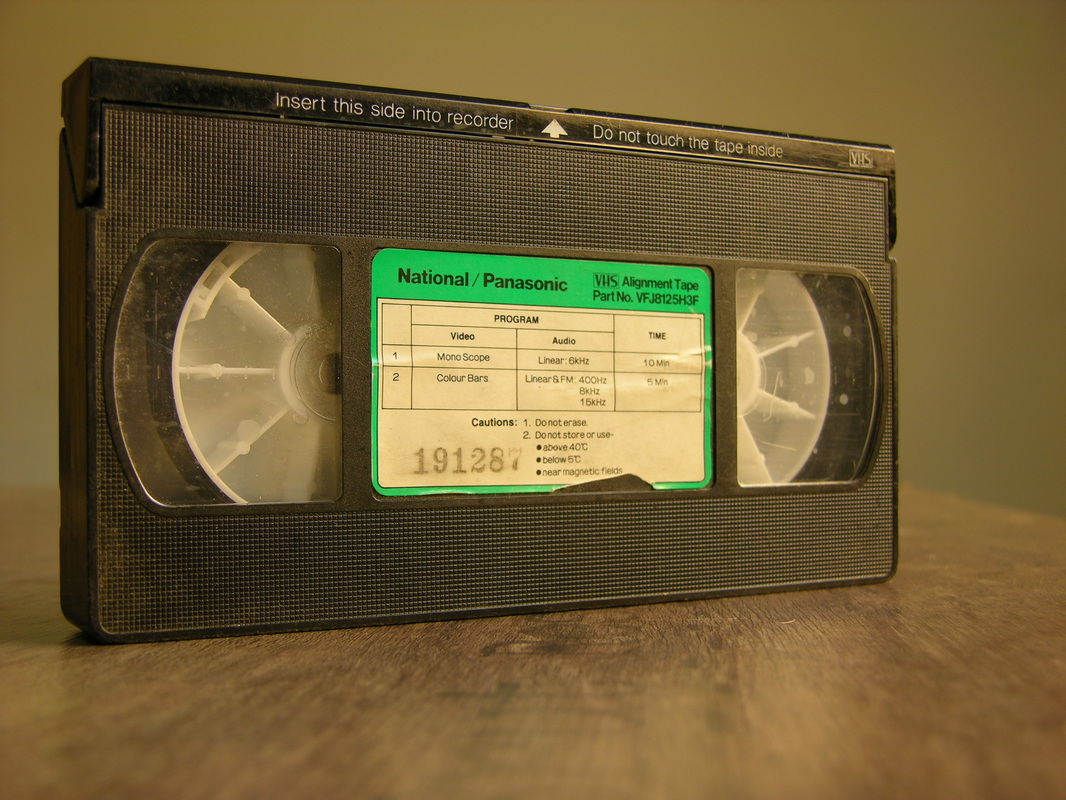 Insert this side into recorder Do not touch the tape inside VHS
National / Panasonic VHS Alignment Tape
Part No. VFJ8125H3F
PROGRAM TIME
Video Audio
1 Mono Scope Linear: 6kHz 10 Min
2 Colour Bars Linear & FM: 400Hz 5 Min
8kHz
15kHz
Cautions: 1. Do not erase.
2. Do not store or use-
● above 40℃
● below 5℃
● near magnetic fields
191287